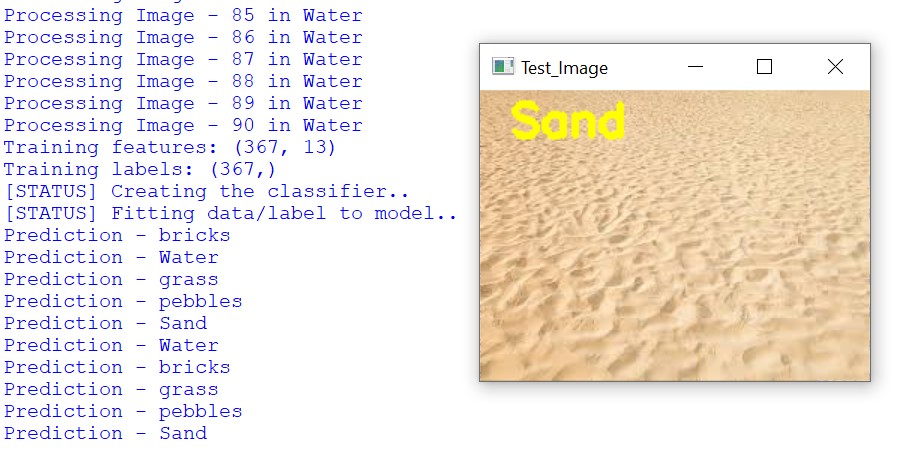 Processing Image - 85 in Water
Processing Image - 86 in Water
Processing Image - 87 in Water
Processing Image - 88 in Water
Processing Image - 89 in Water
Processing Image - 90 in Water
Training features: (367, 13)
Training labels: (367,)
[STATUS] Creating the classifier..
[STATUS] Fitting data/label to model..
Prediction - bricks
Prediction - Water
Prediction - grass
Prediction - pebbles
Prediction - Sand
Prediction - Water
Prediction - bricks
Prediction - grass
Prediction - pebbles
Prediction - Sand
Test_Image
Sand